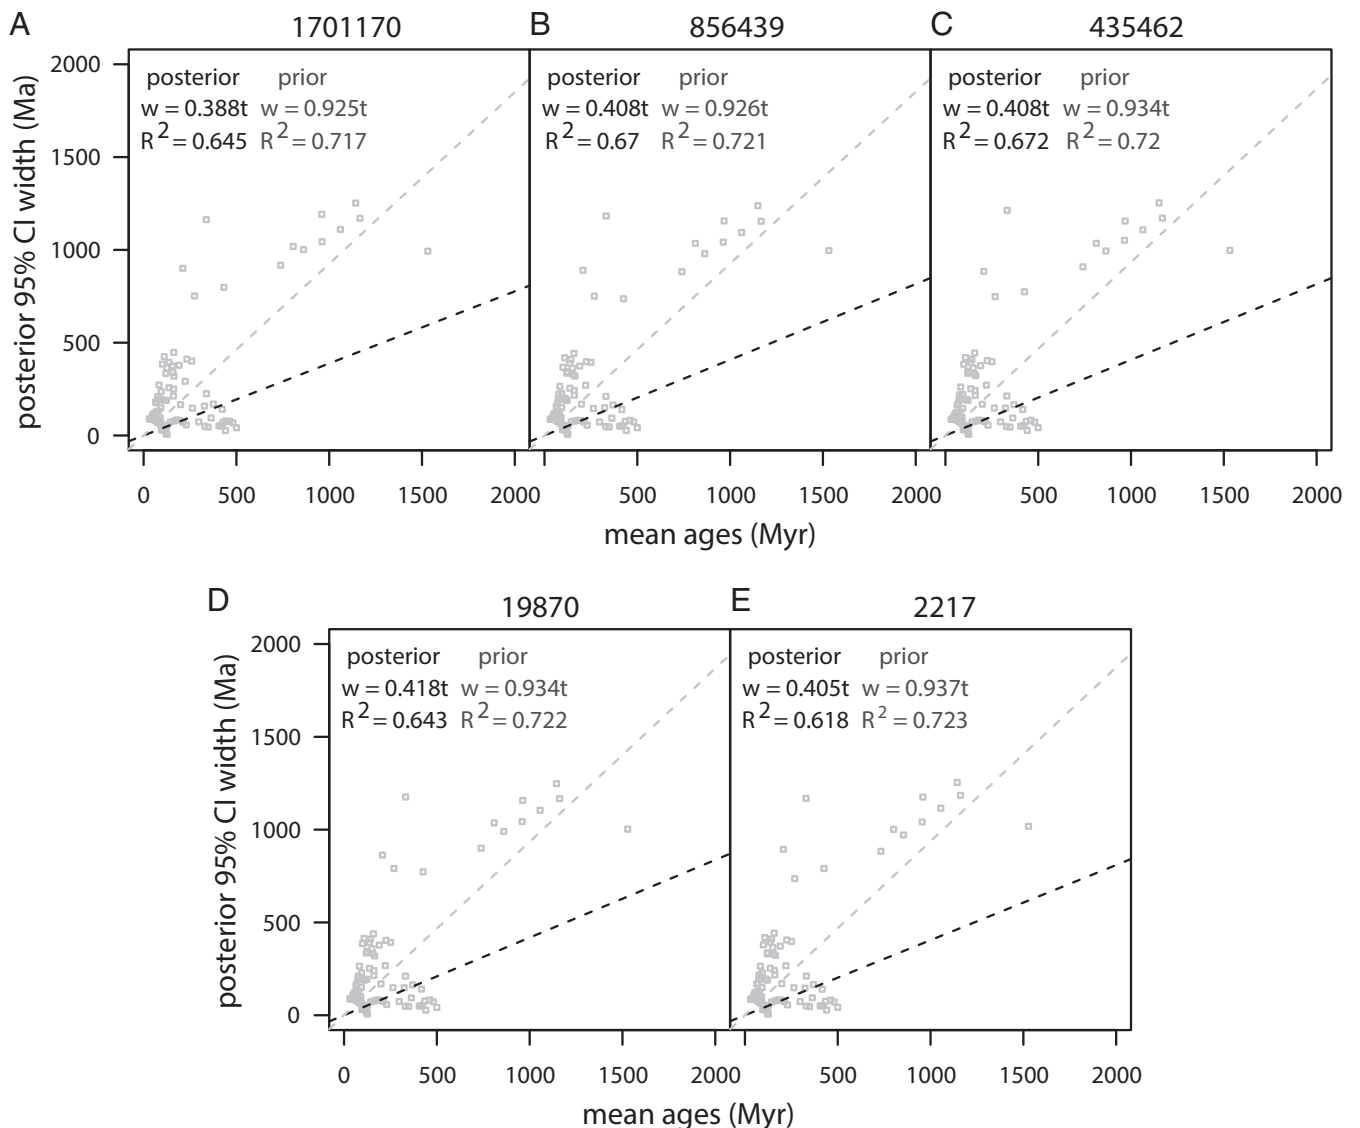 A 1701170
B 856439
C 435462
posterior 95% CI width (Ma)
2000
1500
1000
500
0
posterior prior
w = 0.388t w = 0.925t
R2 = 0.645 R2 = 0.717
posterior prior
w = 0.408t w = 0.926t
R2 = 0.67 R2 = 0.721
posterior prior
w = 0.408t w = 0.934t
R2 = 0.672 R2 = 0.72
0 500 1000 1500 2000
500 1000 1500 2000
500 1000 1500 2000
mean ages (Myr)
D 19870
E 2217
posterior 95% CI width (Ma)
2000
1500
1000
500
0
posterior prior
w = 0.418t w = 0.934t
R2 = 0.643 R2 = 0.722
posterior prior
w = 0.405t w = 0.937t
R2 = 0.618 R2 = 0.723
0 500 1000 1500 2000
500 1000 1500 2000
mean ages (Myr)